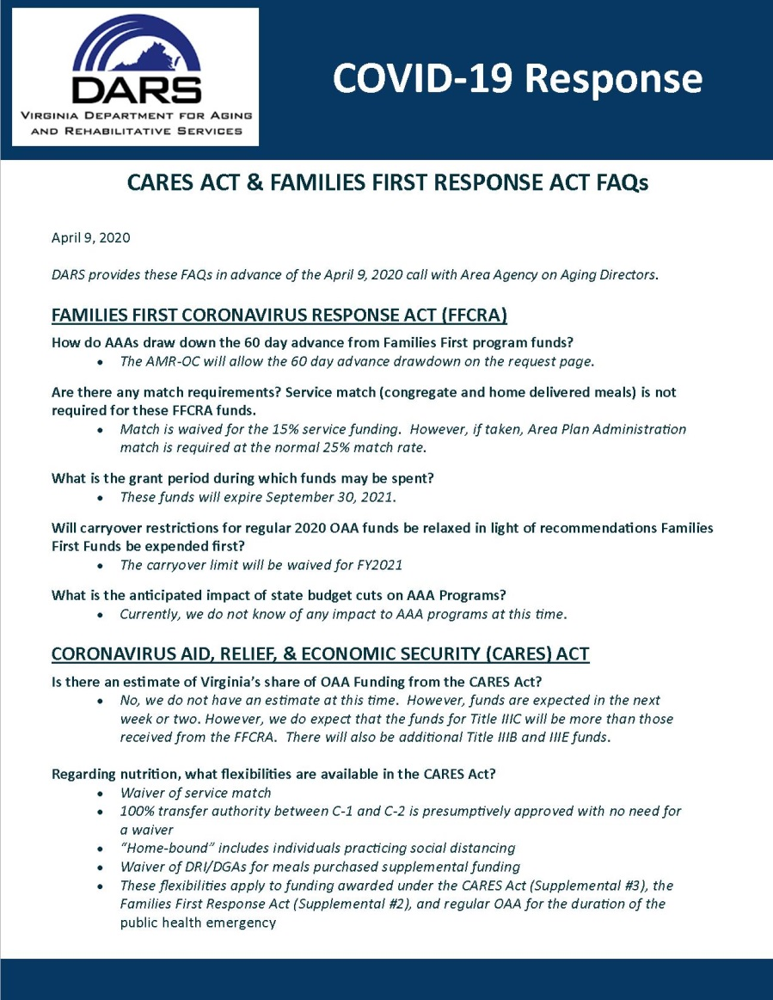 DARS
VIRGINIA DEPARTMENT FOR AGING
AND REHABILITATIVE SERVICES
COVID-19 Response
CARES ACT & FAMILIES FIRST RESPONSE ACT FAQs
April 9, 2020
DARS provides these FAQs in advance of the April 9, 2020 call with Area Agency on Aging Directors.
FAMILIES FIRST CORONAVIRUS RESPONSE ACT (FFCRA)
How do AAAs draw down the 60 day advance from Families First program funds?
• The AMR-OC will allow the 60 day advance drawdown on the request page.
Are there any match requirements? Service match (congregate and home delivered meals) is not
required for these FFCRA funds.
• Match is waived for the 15% service funding. However, if taken, Area Plan Administration
match is required at the normal 25% match rate.
What is the grant period during which funds may be spent?
• These funds will expire September 30, 2021.
Will carryover restrictions for regular 2020 OAA funds be relaxed in light of recommendations Families
First Funds be expended first?
• The carryover limit will be waived for FY2021
What is the anticipated impact of state budget cuts on AAA Programs?
• Currently, we do not know of any impact to AAA programs at this time.
CORONAVIRUS AID, RELIEF, & ECONOMIC SECURITY (CARES) ACT
Is there an estimate of Virginia's share of OAA Funding from the CARES Act?
• No, we do not have an estimate at this time. However, funds are expected in the next
week or two. However, we do expect that the funds for Title IIIC will be more than those
received from the FFCRA. There will also be additional Title IIIB and IIIE funds.
Regarding nutrition, what flexibilities are available in the CARES Act?
• Waiver of service match
• 100% transfer authority between C-1 and C-2 is presumptively approved with no need for
a waiver
• "Home-bound" includes individuals practicing social distancing
• Waiver of DRI/DGAs for meals purchased supplemental funding
• These flexibilities apply to funding awarded under the CARES Act (Supplemental #3), the
Families First Response Act (Supplemental #2), and regular OAA for the duration of the
public health emergency